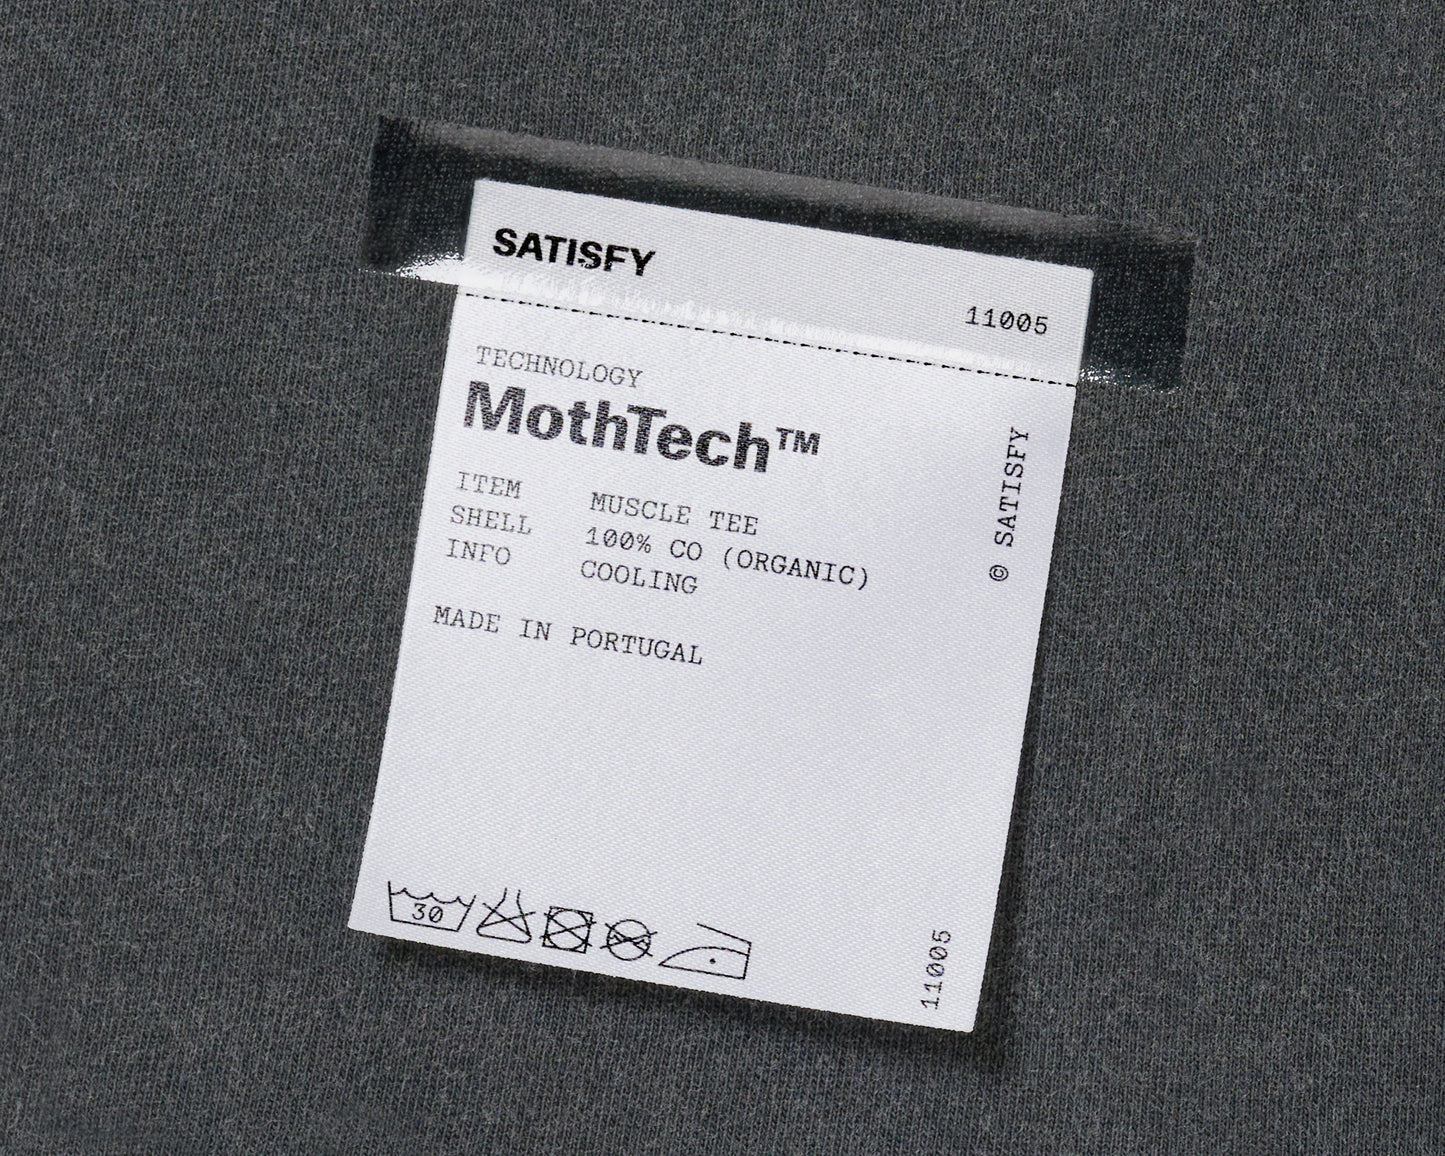 SATISFY
11005
TECHNOLOGY
MothTech™
ITEM MUSCLE TEE
SHELL 100% CO (ORGANIC)
INFO COOLING
MADE IN PORTUGAL
© SATISFY
30
11005